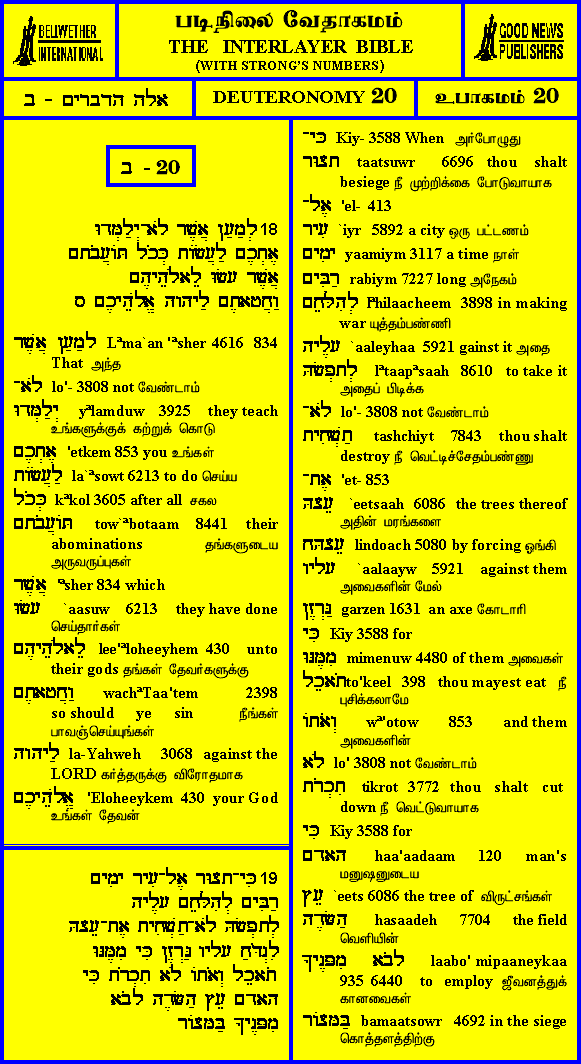 BELLWETHER
INTERNATIONAL
படிநிலை வேதாகமம்
THE INTERLAYER BIBLE
(WITH STRONG'S NUMBERS)
GOOD NEWS
PUBLISHERS
אלה הדברים - ב
DEUTERONOMY 20
உபாகமம் 20
ב - 20
18 לְמַעַן אֲשֶׁר לֹא־יְלַמְּדוּ
אֶתְכֶם לַעֲשׂוֹת כְּכֹל תּוֹעֲבֹתָם
אֲשֶׁר עָשׂוּ לֵאלֹהֵיהֶם
וַחֲטָאתֶם לַיהוָה אֱלֹהֵיכֶם ס
לְמַעַן אֲשֶׁר Lªma`an 'ªsher 4616 834
That அந்த
לֹא־ lo'- 3808 not வேண்டாம்
יְלַמְּדוּ yªlamduw 3925 they teach
உங்களுக்குக் கற்றுக் கொடு
אֶתְכֶם 'etkem 853 you உங்கள்
לַעֲשׂוֹת la`ªsowt 6213 to do செய்ய
כְּכֹל kªkol 3605 after all சகல
תּוֹעֲבֹתָם tow`ªbotaam 8441 their
abominations தங்களுடைய
அருவருப்புகள்
אֲשֶׁר ªsher 834 which
עָשׂוּ `aasuw 6213 they have done
செய்தார்கள்
לֵאלֹהֵיהֶם lee'ªloheeyhem 430 unto
their gods தங்கள் தேவர்களுக்கு
וַחֲטָאתֶם wachªTaa'tem 2398
so should ye sin நீங்கள்
பாவஞ்செய்யுங்கள்
לַיהוָה la-Yahweh 3068 against the
LORD கர்த்தருக்கு விரோதமாக
אֱלֹהֵיכֶם 'Eloheeykem 430 your God
உங்கள் தேவன்
19 כִּי־תָצוּר אֶל־עִיר יָמִים
רַבִּים לְהִלָּחֵם עָלֶיהָ
לְתָפְשָׂהּ לֹא־תַשְׁחִית אֶת־עֵצָהּ
לִנְדֹּחַ עָלָיו גַּרְזֶן כִּי מִמֶּנּוּ
תֹאכֵל וְאֹתוֹ לֹא תִכְרֹת כִּי
הָאָדָם עֵץ הַשָּׂדֶה לָבֹא
מִפָּנֶיךָ בַּמָּצוֹר
כִּי־ Kiy- 3588 When அர்போழுது
תָצוּר taatsuwr 6696 thou shalt
besiege நீ முற்றிக்கை போடுவாயாக
אֶל־ 'el- 413
עִיר `iyr 5892 a city ஒரு பட்டணம்
יָמִים yaamiym 3117 a time நாள்
רַבִּים rabiym 7227 long அநேகம்
לְהִלָּחֵם lªhilaacheem 3898 in making
war யுத்தம்பண்ணி
עָלֶיהָ `aaleyhaa 5921 gainst it அதை
לְתָפְשָׂהּ lªtaapªsaah 8610 to take it
அதைப் பிடிக்க
לֹא־ lo'- 3808 not வேண்டாம்
תַשְׁחִית tashchiyt 7843 thou shalt
destroy நீ வெட்டிச்சேதம்பண்ணு
אֶת־ 'et- 853
עֵצָהּ `eetsaah 6086 the trees thereof
அதின் மரங்களை
lindoach 5080 by forcing ஓங்கி
עָלָיו `aalaayw 5921 against them
அவைகளின் மேல்
גַּרְזֶן garzen 1631 an axe கோடாரி
כִּי Kiy 3588 for
מִמֶּנּוּ mimenuw 4480 of them அவைகள்
תֹאכֵל to'keel 398 thou mayest eat நீ
புசிக்கலாமே
וְאֹתוֹ wª'otow 853 and them
அவைகளின்
לֹא lo' 3808 not வேண்டாம்
תִכְרֹת tikrot 3772 thou shalt cut
down நீ வெட்டுவாயாக
כִּי Kiy 3588 for
הָאָדָם haa'aadaam 120 man's
மனுஷனுடைய
עֵץ `eets 6086 the tree of விருட்சங்கள்
הַשָּׂדֶה hasaadeh 7704 the field
வெளியின்
לָבֹא מִפָּנֶיךָ laabo' mipaaneykaa
935 6440 to employ ஜீவனத்துக்
கானவைகள்
בַּמָּצוֹר bamaatsowr 4692 in the siege
கொத்தளத்திற்கு